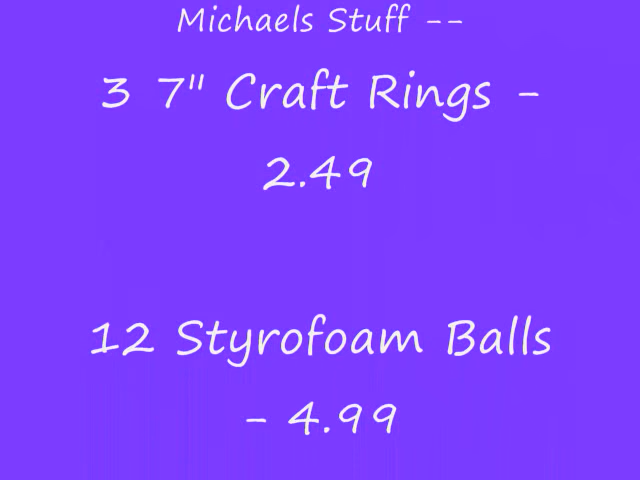 Michaels Stuff --
3 7" Craft Rings -
2.49
12 Styrofoam Balls
- 4.99